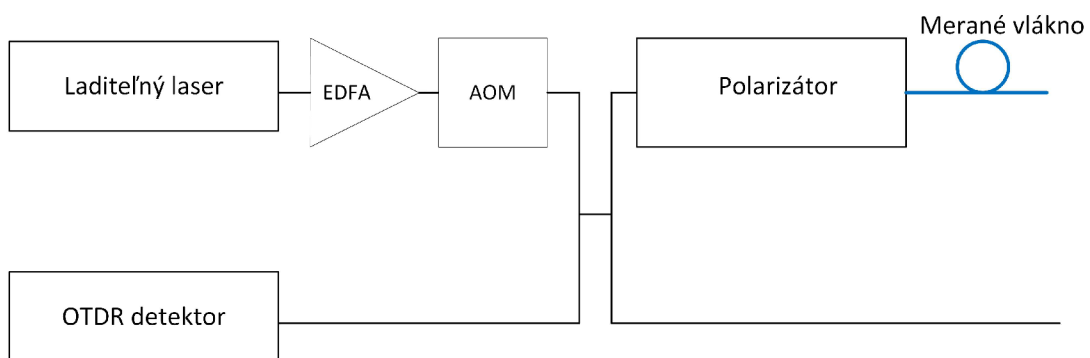 Merané vlákno
Laditeľný laser
EDFA
AOM
Polarizátor
OTDR detektor